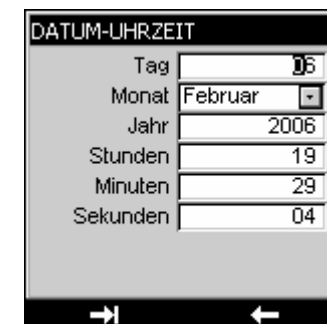 DATUM-UHRZEIT
Tag 06
Monat Februar
Jahr 2006
Stunden 19
Minuten 29
Sekunden 04